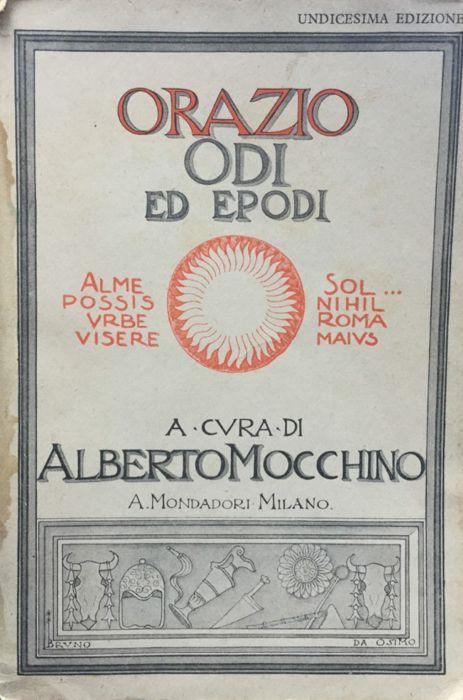 UNDICESIMA EDIZIONE
ORAZIO
ODI
ED EPODI
ALME SOL...
POSSIS NIHIL
VRBE ROMA
VISERE MAIVS
A·CVRA·DI
ALBERTO MOCCHINO
A. MONDADORI·MILANO.
BRVNO DA OSIMO